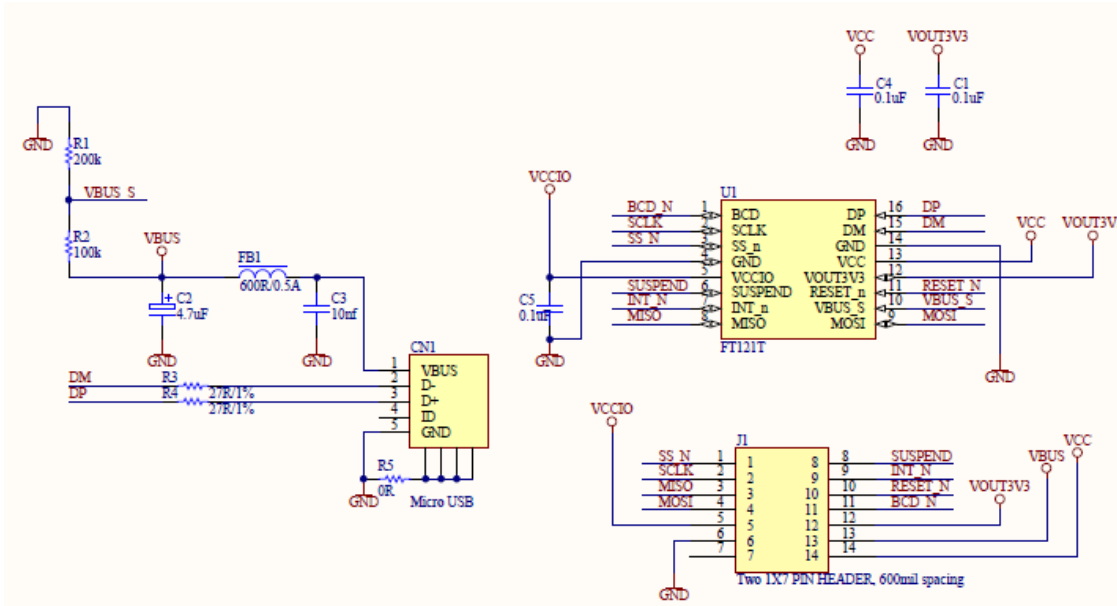 VCC VOUT3V3
C4 C1
0.1uF 0.1uF
GND GND
GND
R1
200k
VBUS_S
R2
100k
VBUS
FB1
600R/0.5A
C2
4.7uF
C3
10nf
GND GND
DM
DP
R3 27R/1%
R4 27R/1%
CN1
1 VBUS
2 D-
3 D+
4 ID
5 GND
R5
0R
GND
Micro USB
VCCIO
C5
0.1uF
GND
U1
BCD_N 1 BCD DP 16 DP
SCLK 2 SCLK DM 15 DM
SS_N 3 SS_n GND 14
4 GND VCC 13
5 VCCIO VOUT3V3 12
SUSPEND 6 SUSPEND RESET_n 11 RESET_N
INT_N 7 INT_n VBUS_S 10 VBUS_S
MISO 8 MISO MOSI 9 MOSI
FT121T
VCC VOUT3V
GND
VCCIO
J1
SS_N 1 1 8 8 SUSPEND
SCLK 2 2 9 9 INT_N
MISO 3 3 10 10 RESET_N
MOSI 4 4 11 11 BCD_N
5 5 12 12
6 6 13 13
7 7 14 14
VOUT3V3
VBUS
VCC
GND
Two 1X7 PIN HEADER, 600mil spacing